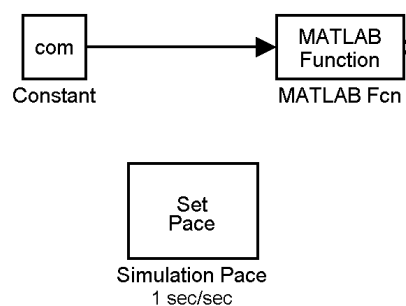 com
Constant
MATLAB
Function
MATLAB Fcn
Set
Pace
Simulation Pace
1 sec/sec